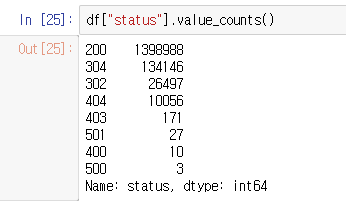 In [25]: df["status"].value_counts()
Out[25]: 200 1398988
304 134146
302 26497
404 10056
403 171
501 27
400 10
500 3
Name: status, dtype: int64